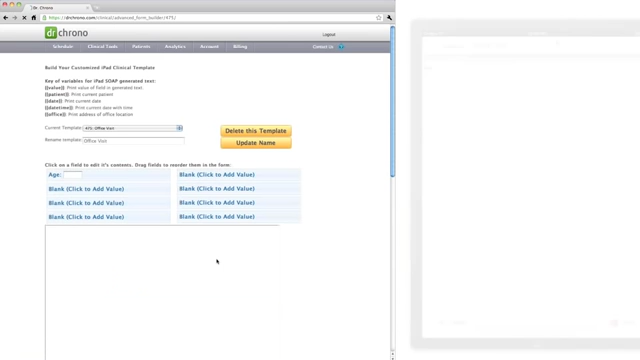 Dr. Chrono
https://drchrono.com/clinical/advanced_form_builder/471/
drchrono
Logout
Schedule Clinical Tools Patients Analytics Account Billing
Contact Us
Build Your Customized iPad Clinical Template
Key of variables for iPad SOAP generated text:
{{value}} Print value of field in generated text.
{{patient}} Print current patient
{{date}} Print current date
{{datetime}} Print current date with time
{{office}} Print address of office location
Current Template: 471: Office Visit
Rename template: Office Visit
Delete this Template
Update Name
Click on a field to edit it's contents. Drag fields to reorder them in the form:
Age: Blank (Click to Add Value)
Blank (Click to Add Value) Blank (Click to Add Value)
Blank (Click to Add Value) Blank (Click to Add Value)
Blank (Click to Add Value) Blank (Click to Add Value)